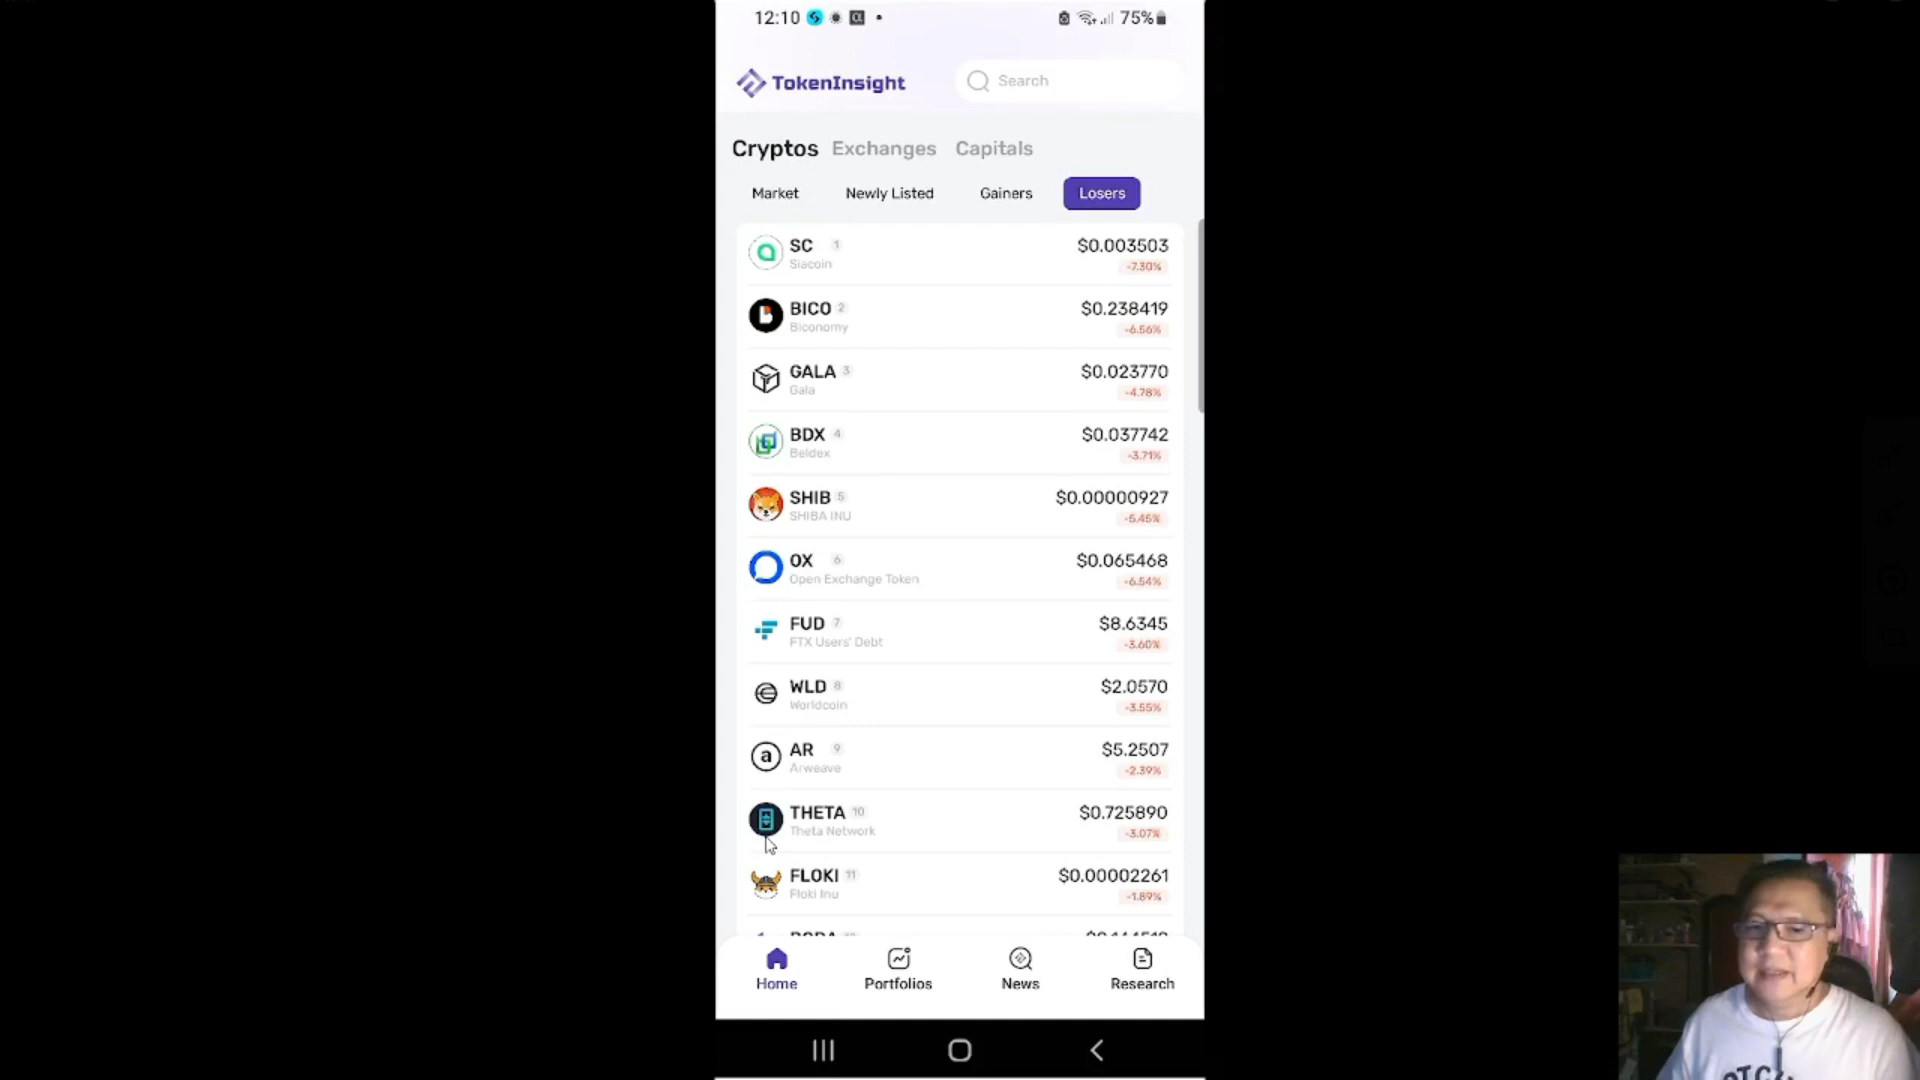 12:10 75%
TokenInsight Search
Cryptos Exchanges Capitals
Market Newly Listed Gainers Losers
SC 1 $0.003503
Siacoin -7.30%
BICO 2 $0.238419
Biconomy -6.56%
GALA 3 $0.023770
Gala -4.78%
BDX 4 $0.037742
Beldex -3.71%
SHIB 5 $0.00000927
SHIBA INU -5.45%
OX 6 $0.065468
Open Exchange Token -6.54%
FUD 7 $8.6345
FTX Users' Debt -3.60%
WLD 8 $2.0570
Worldcoin -3.55%
AR 9 $5.2507
Arweave -2.39%
THETA 10 $0.725890
Theta Network -3.07%
FLOKI 11 $0.00002261
Floki Inu -1.89%
Home Portfolios News Research